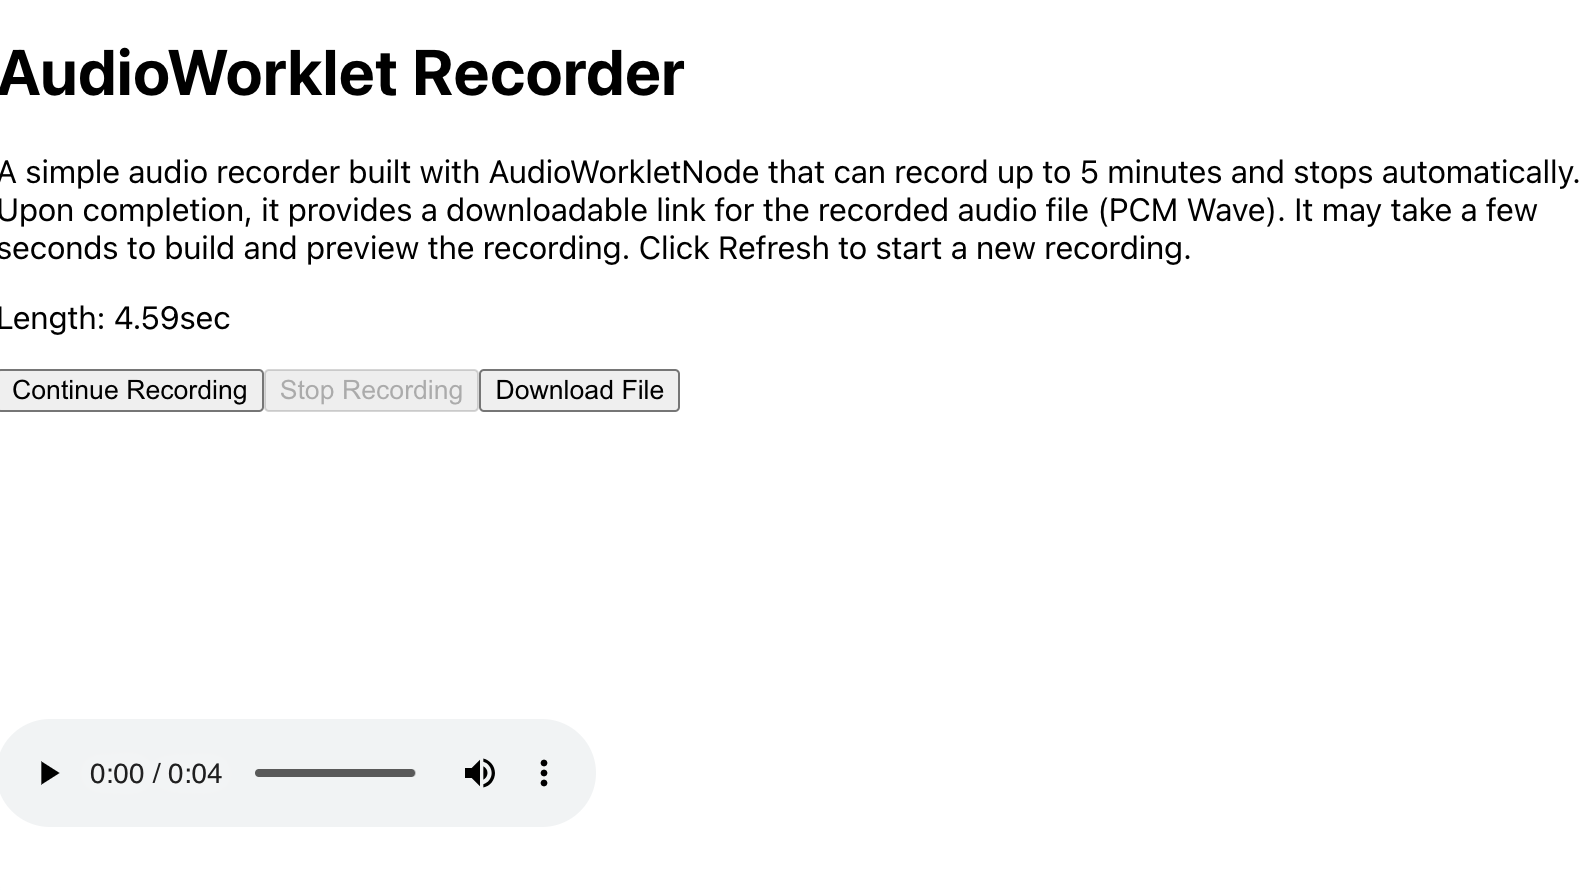 AudioWorklet Recorder
A simple audio recorder built with AudioWorkletNode that can record up to 5 minutes and stops automatically.
Upon completion, it provides a downloadable link for the recorded audio file (PCM Wave). It may take a few
seconds to build and preview the recording. Click Refresh to start a new recording.
Length: 4.59sec
Continue Recording Stop Recording Download File
0:00 / 0:04